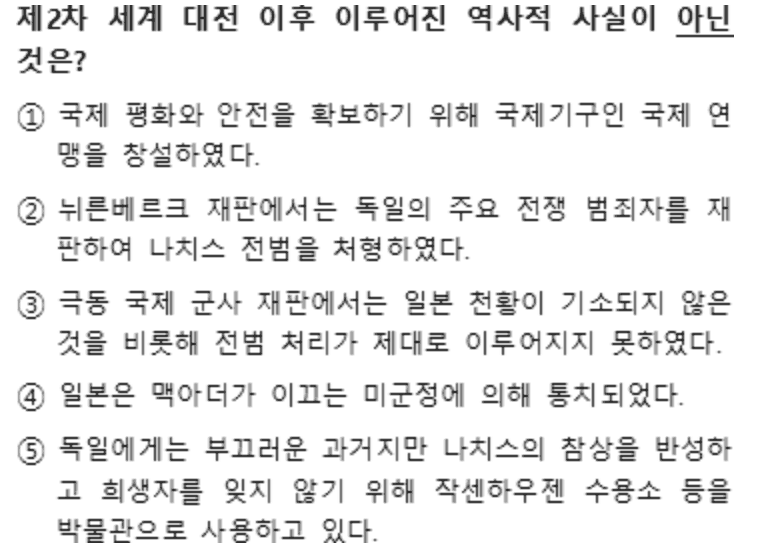 제2차 세계 대전 이후 이루어진 역사적 사실이 아닌
것은?
① 국제 평화와 안전을 확보하기 위해 국제기구인 국제 연
맹을 창설하였다.
② 뉘른베르크 재판에서는 독일의 주요 전쟁 범죄자를 재
판하여 나치스 전범을 처형하였다.
③ 극동 국제 군사 재판에서는 일본 천황이 기소되지 않은
것을 비롯해 전범 처리가 제대로 이루어지지 못하였다.
④ 일본은 맥아더가 이끄는 미군정에 의해 통치되었다.
⑤ 독일에게는 부끄러운 과거지만 나치스의 참상을 반성하
고 희생자를 잊지 않기 위해 작센하우젠 수용소 등을
박물관으로 사용하고 있다.